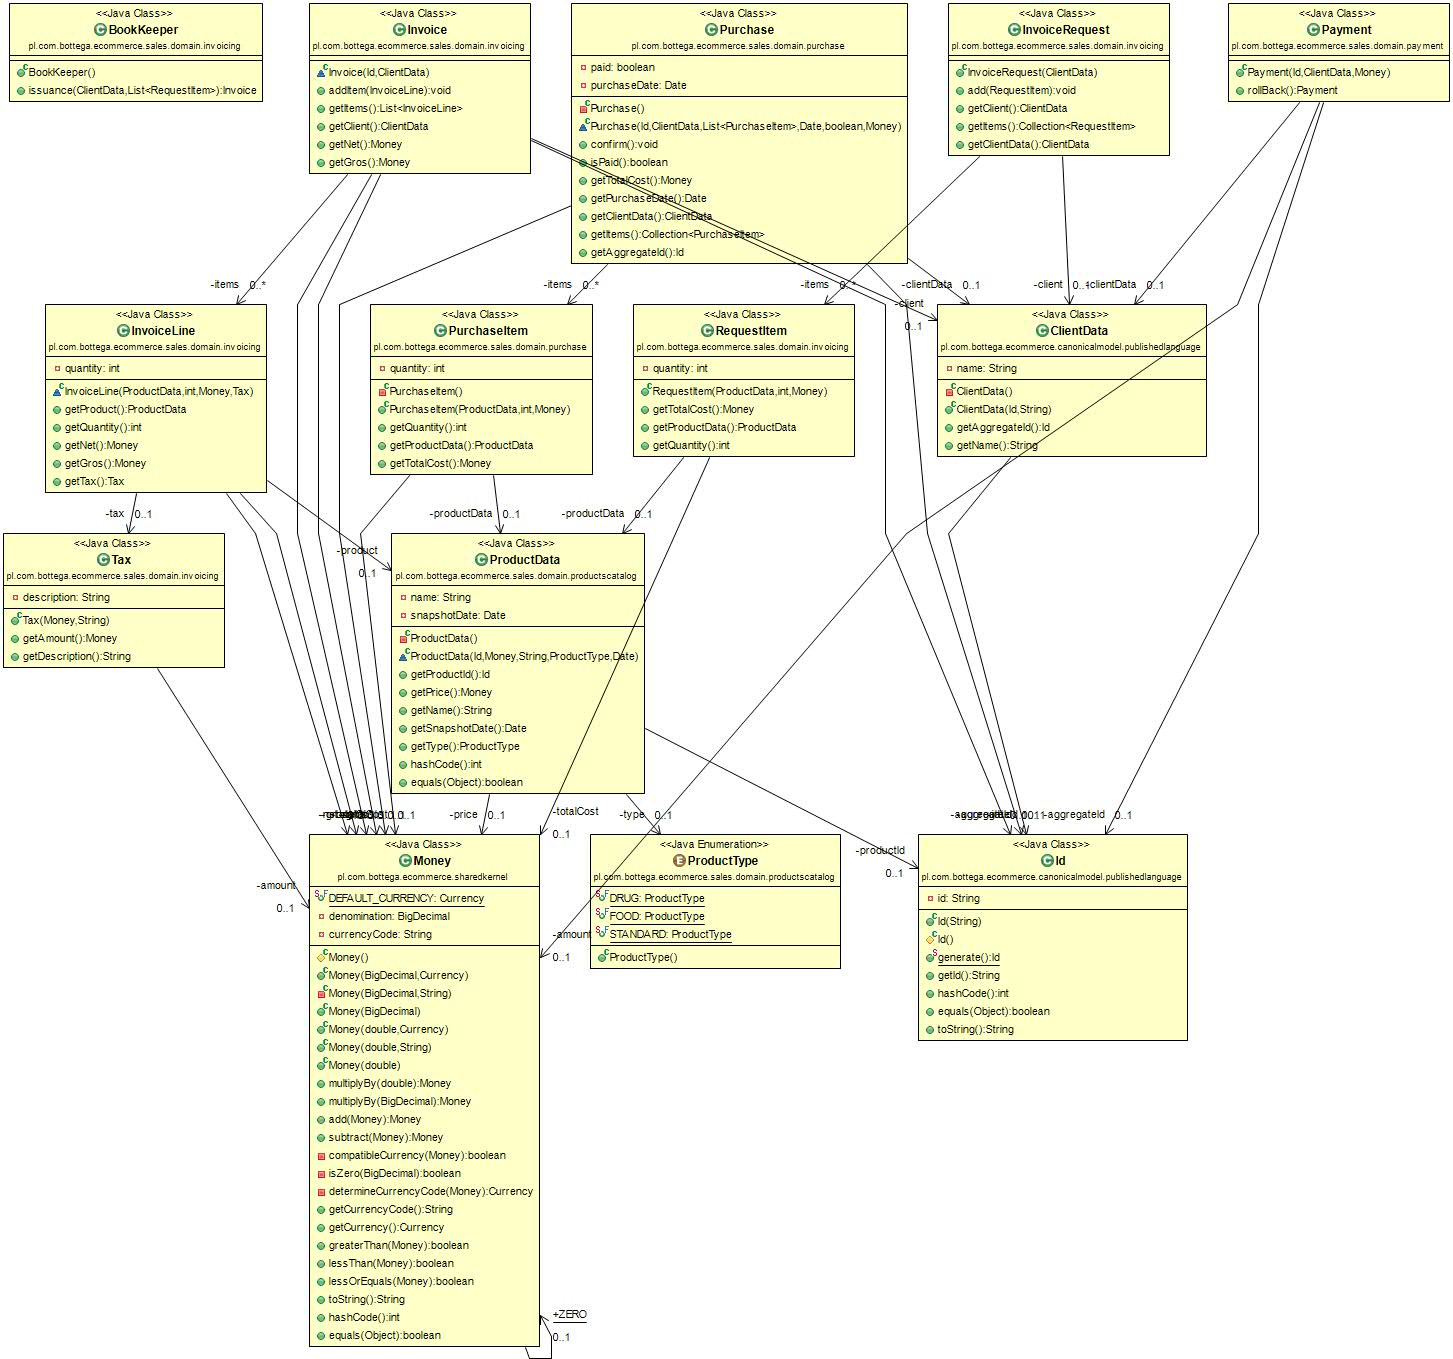 <<Java Class>>
BookKeeper
pl.com.bottega.ecommerce.sales.domain.invoicing
BookKeeper()
issuance(ClientData,List<RequestItem>):Invoice
<<Java Class>>
Invoice
pl.com.bottega.ecommerce.sales.domain.invoicing
Invoice(Id,ClientData)
addItem(InvoiceLine):void
getItems():List<InvoiceLine>
getClient():ClientData
getNet():Money
getGros():Money
<<Java Class>>
Purchase
pl.com.bottega.ecommerce.sales.domain.purchase
paid: boolean
purchaseDate: Date
Purchase()
Purchase(Id,ClientData,List<PurchaseItem>,Date,boolean,Money)
confirm():void
isPaid():boolean
getTotalCost():Money
getPurchaseDate():Date
getClientData():ClientData
getItems():Collection<PurchaseItem>
getAggregateId():Id
<<Java Class>>
InvoiceRequest
pl.com.bottega.ecommerce.sales.domain.invoicing
InvoiceRequest(ClientData)
add(RequestItem):void
getClient():ClientData
getItems():Collection<RequestItem>
getClientData():ClientData
<<Java Class>>
Payment
pl.com.bottega.ecommerce.sales.domain.payment
Payment(Id,ClientData,Money)
rollBack():Payment
-items 0..*
-items 0..*
-items 0..*
-clientData 0..1
-client 0..1
-clientData 0..1
-client
0..1
<<Java Class>>
InvoiceLine
pl.com.bottega.ecommerce.sales.domain.invoicing
quantity: int
InvoiceLine(ProductData,int,Money,Tax)
getProduct():ProductData
getQuantity():int
getNet():Money
getGros():Money
getTax():Tax
<<Java Class>>
PurchaseItem
pl.com.bottega.ecommerce.sales.domain.purchase
quantity: int
PurchaseItem()
PurchaseItem(ProductData,int,Money)
getQuantity():int
getProductData():ProductData
getTotalCost():Money
<<Java Class>>
RequestItem
pl.com.bottega.ecommerce.sales.domain.invoicing
quantity: int
RequestItem(ProductData,int,Money)
getTotalCost():Money
getProductData():ProductData
getQuantity():int
<<Java Class>>
ClientData
pl.com.bottega.ecommerce.canonicalmodel.publishedlanguage
name: String
ClientData()
ClientData(Id,String)
getAggregateId():Id
getName():String
-tax 0..1
-productData 0..1
-productData 0..1
-product
0..1
<<Java Class>>
Tax
pl.com.bottega.ecommerce.sales.domain.invoicing
description: String
Tax(Money,String)
getAmount():Money
getDescription():String
<<Java Class>>
ProductData
pl.com.bottega.ecommerce.sales.domain.productscatalog
name: String
snapshotDate: Date
ProductData()
ProductData(Id,Money,String,ProductType,Date)
getProductId():Id
getPrice():Money
getName():String
getSnapshotDate():Date
getType():ProductType
hashCode():int
equals(Object):boolean
-price 0..1
-totalCost
0..1
-type 0..1
-aggregateId 0..1
-productId
0..1
-amount
0..1
-amount
0..1
<<Java Class>>
Money
pl.com.bottega.ecommerce.sharedkernel
DEFAULT_CURRENCY: Currency
denomination: BigDecimal
currencyCode: String
Money()
Money(BigDecimal,Currency)
Money(BigDecimal,String)
Money(BigDecimal)
Money(double,Currency)
Money(double,String)
Money(double)
multiplyBy(double):Money
multiplyBy(BigDecimal):Money
add(Money):Money
subtract(Money):Money
compatibleCurrency(Money):boolean
isZero(BigDecimal):boolean
determineCurrencyCode(Money):Currency
getCurrencyCode():String
getCurrency():Currency
greaterThan(Money):boolean
lessThan(Money):boolean
lessOrEquals(Money):boolean
toString():String
hashCode():int
equals(Object):boolean
+ZERO
0..1
<<Java Enumeration>>
ProductType
pl.com.bottega.ecommerce.sales.domain.productscatalog
DRUG: ProductType
FOOD: ProductType
STANDARD: ProductType
ProductType()
<<Java Class>>
Id
pl.com.bottega.ecommerce.canonicalmodel.publishedlanguage
id: String
Id(String)
Id()
generate():Id
getId():String
hashCode():int
equals(Object):boolean
toString():String